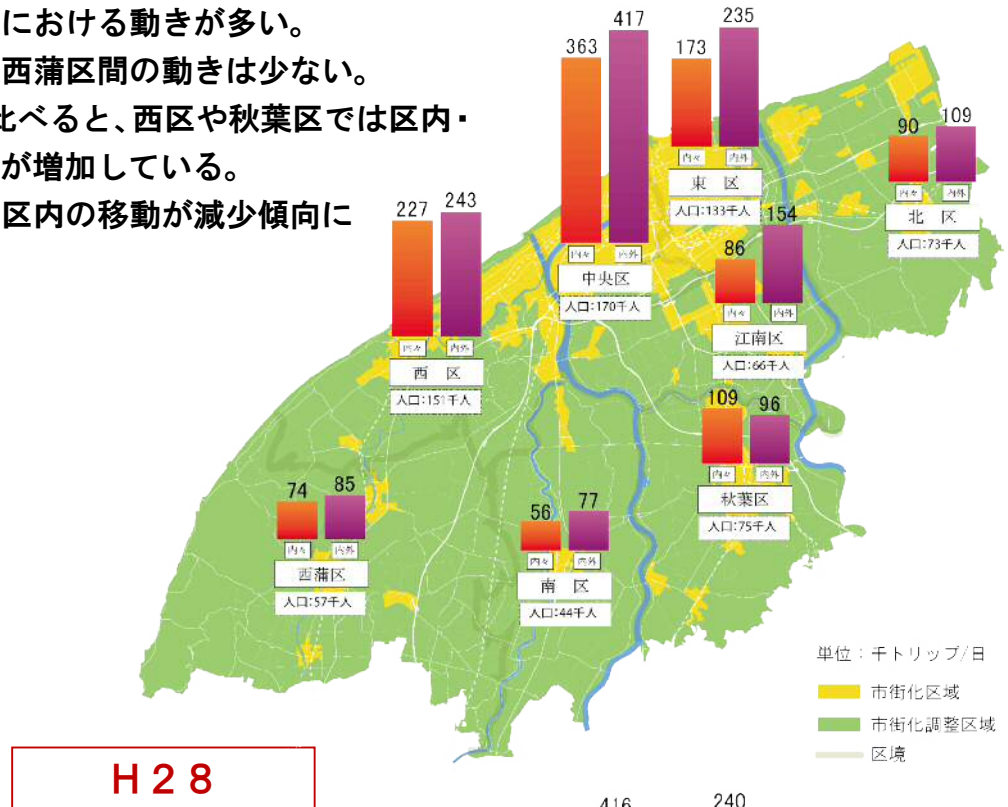 における動きが多い。
西蒲区間の動きは少ない。
比べると、西区や秋葉区では区内・
が増加している。
区内の移動が減少傾向に
363 417
内々 内外
中央区
人口:170千人
173 235
内々 内外
東 区
人口:133千人
90 109
内々 内外
北 区
人口:73千人
227 243
内々 内外
西 区
人口:151千人
86 154
内々 内外
江南区
人口:66千人
109 96
内々 内外
秋葉区
人口:75千人
74 85
内々 内外
西蒲区
人口:57千人
56 77
内々 内外
南 区
人口:44千人
単位:千トリップ/日
市街化区域
市街化調整区域
区境
H28
416 240